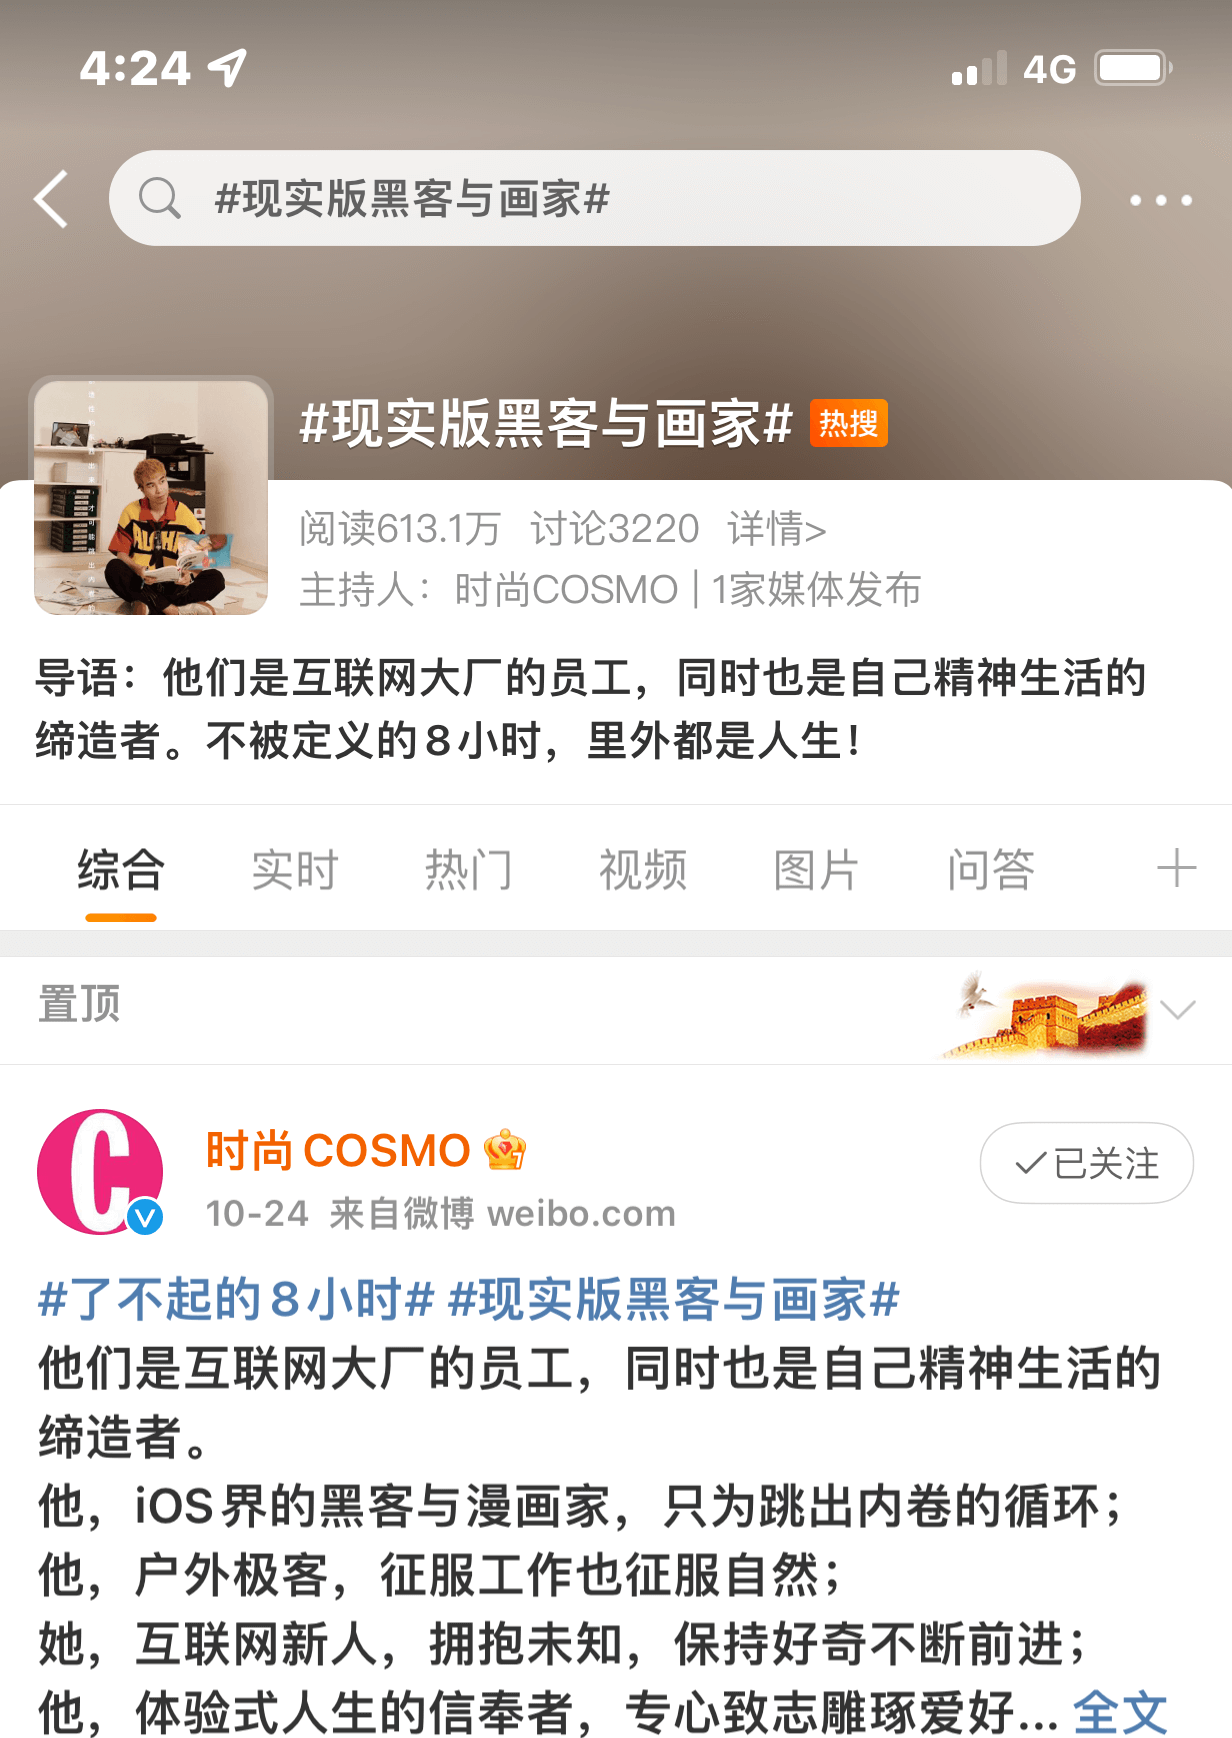 4:24
4G
#现实版黑客与画家#
#现实版黑客与画家# 热搜
阅读613.1万 讨论3220 详情>
主持人：时尚COSMO | 1家媒体发布
导语：他们是互联网大厂的员工，同时也是自己精神生活的
缔造者。不被定义的8小时，里外都是人生！
综合 实时 热门 视频 图片 问答
置顶
时尚COSMO
已关注
10-24 来自微博 weibo.com
#了不起的8小时# #现实版黑客与画家#
他们是互联网大厂的员工，同时也是自己精神生活的
缔造者。
他，iOS界的黑客与漫画家，只为跳出内卷的循环；
他，户外极客，征服工作也征服自然；
她，互联网新人，拥抱未知，保持好奇不断前进；
他，体验式人生的信奉者，专心致志雕琢爱好... 全文